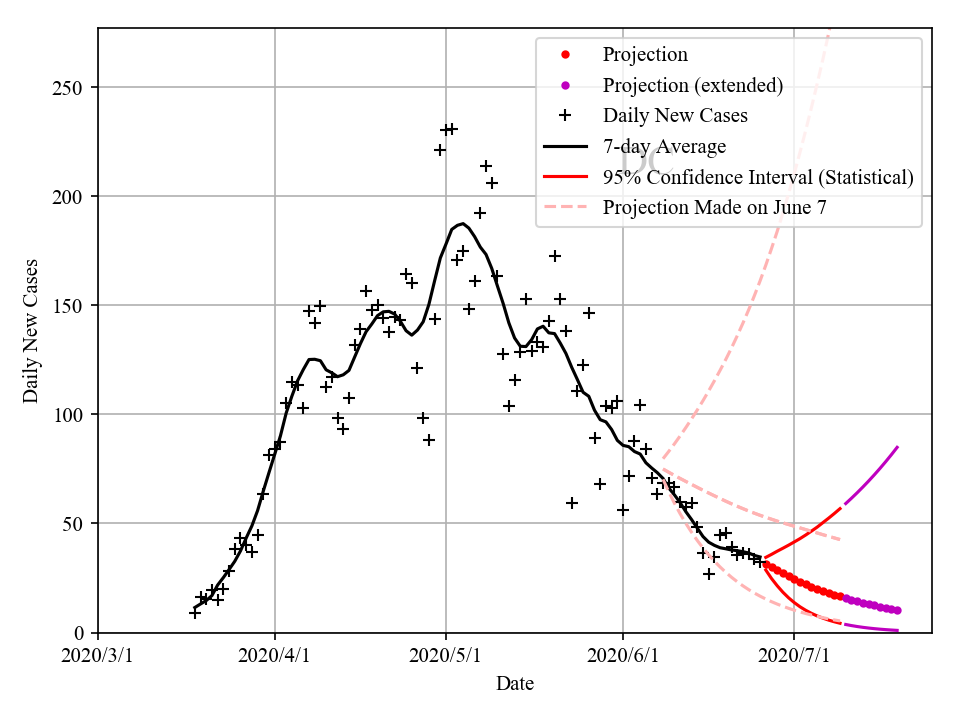 250
200
150
100
50
0
Daily New Cases
Projection
Projection (extended)
Daily New Cases
7-day Average
95% Confidence Interval (Statistical)
Projection Made on June 7
DC
2020/3/1 2020/4/1 2020/5/1 2020/6/1 2020/7/1
Date